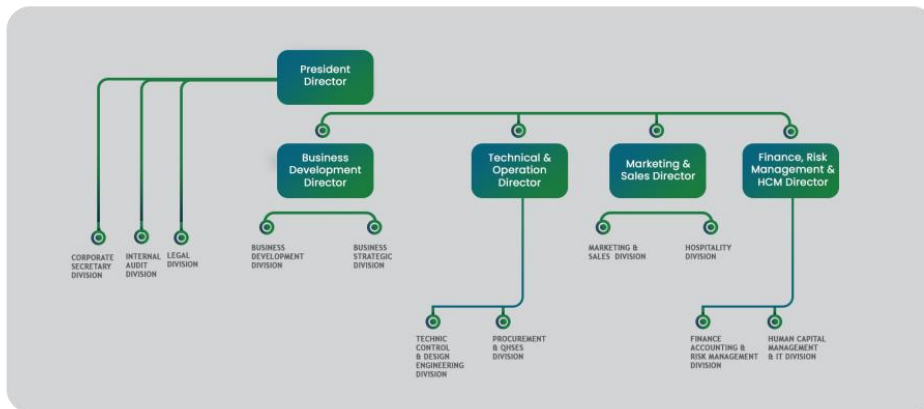 President
Director
Business
Development
Director
Technical &
Operation
Director
Marketing &
Sales Director
Finance, Risk
Management &
HCM Director
CORPORATE
SECRETARY
DIVISION
INTERNAL
AUDIT
DIVISION
LEGAL
DIVISION
BUSINESS
DEVELOPMENT
DIVISION
BUSINESS
STRATEGIC
DIVISION
MARKETING &
SALES DIVISION
HOSPITALITY
DIVISION
TECHNIC
CONTROL
& DESIGN
ENGINEERING
DIVISION
PROCUREMENT
& QHSES
DIVISION
FINANCE
ACCOUNTING &
RISK MANAGEMENT
DIVISION
HUMAN CAPITAL
MANAGEMENT
& IT DIVISION